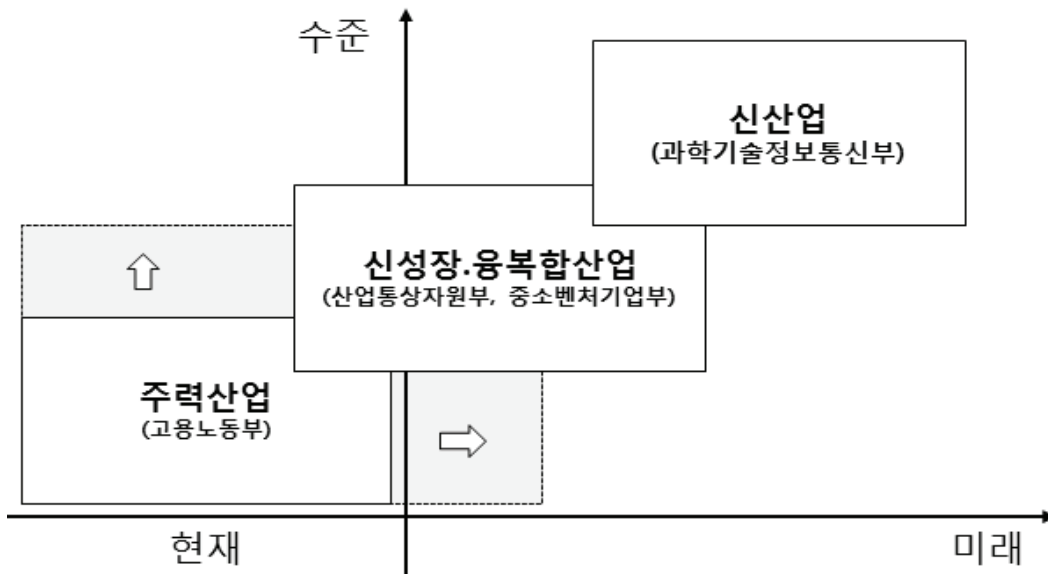 수준
신산업
(과학기술정보통신부)
신성장.융복합산업
(산업통상자원부, 중소벤처기업부)
주력산업
(고용노동부)
현재
미래